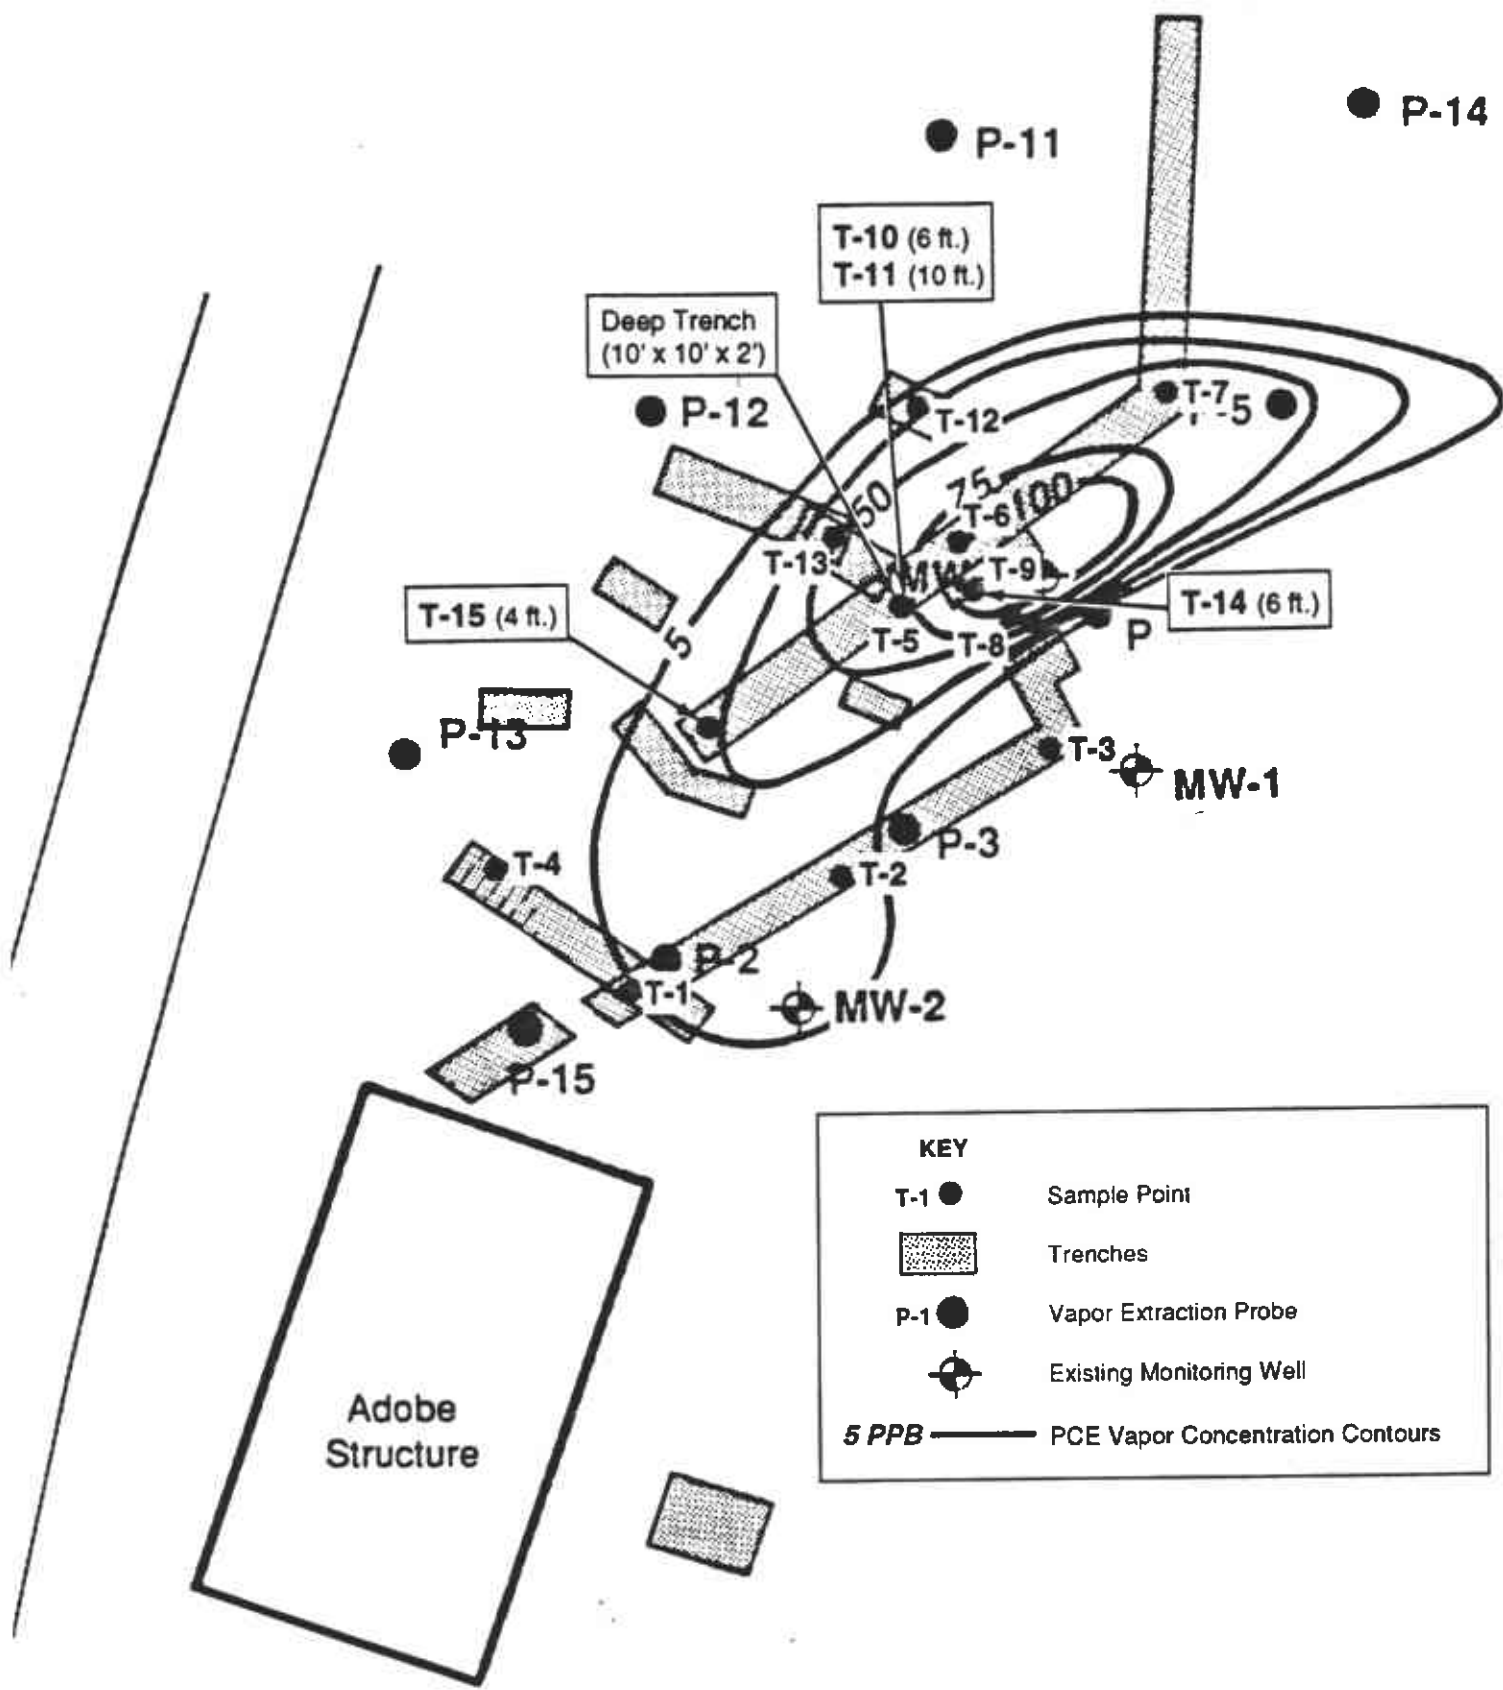 P-14
P-11
T-10 (6 ft.)
T-11 (10 ft.)
Deep Trench
(10' x 10' x 2')
P-12
T-12
T-7
50
75
100
T-6
T-13
T-9
T-15 (4 ft.)
T-14 (6 ft.)
5
T-5
T-8
P
P-13
T-3
MW-1
P-3
T-4
T-2
P-2
T-1
MW-2
P-15
KEY
T-1 Sample Point
Trenches
P-1 Vapor Extraction Probe
Existing Monitoring Well
5 PPB PCE Vapor Concentration Contours
Adobe
Structure